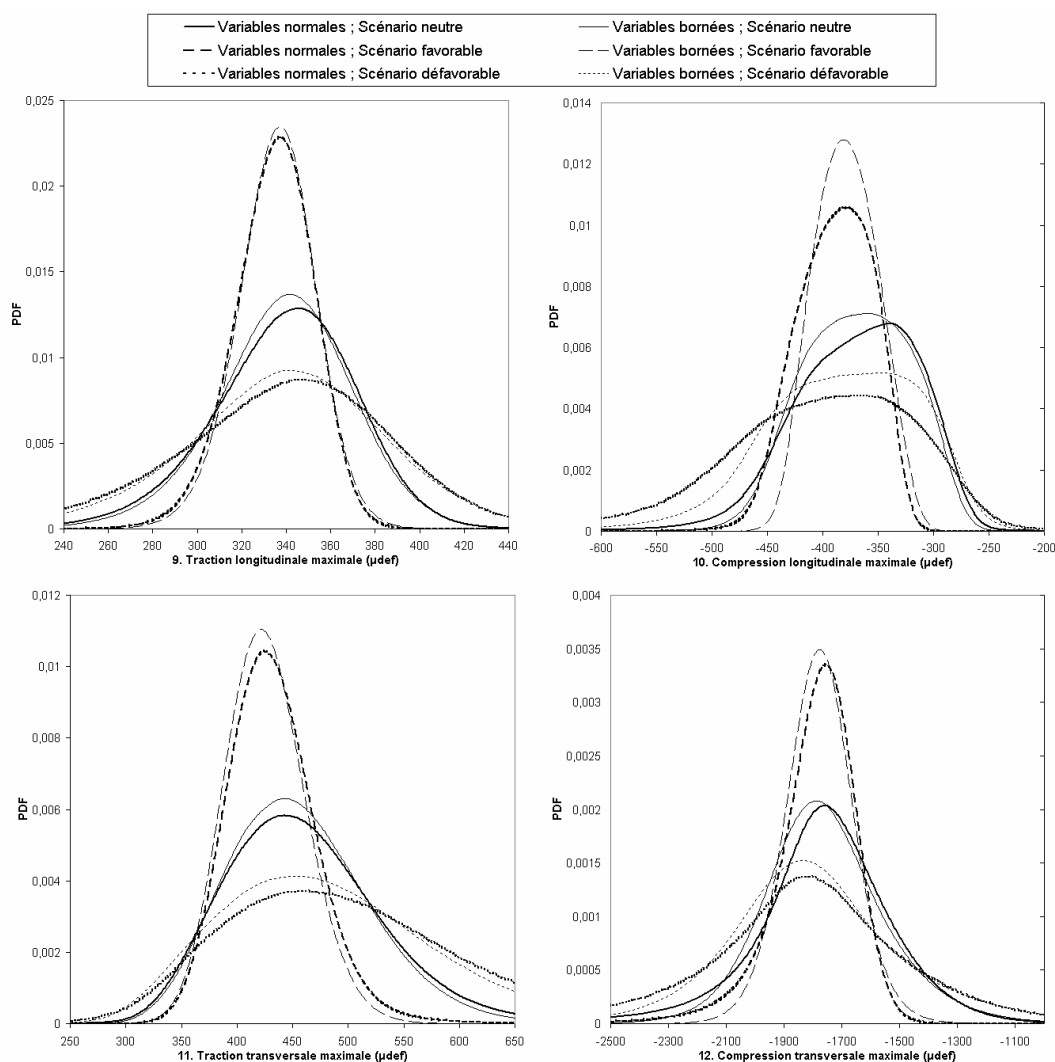 Variables normales ; Scénario neutre
Variables bornées ; Scénario neutre
Variables normales ; Scénario favorable
Variables bornées ; Scénario favorable
Variables normales ; Scénario défavorable
Variables bornées ; Scénario défavorable
0,025
0,02
0,015
0,01
0,005
0
PDF
240 260 280 300 320 340 360 380 400 420 440
9. Traction longitudinale maximale (µdef)
0,014
0,012
0,01
0,008
0,006
0,004
0,002
0
PDF
-600 -550 -500 -450 -400 -350 -300 -250 -200
10. Compression longitudinale maximale (µdef)
0,012
0,01
0,008
0,006
0,004
0,002
0
PDF
250 300 350 400 450 500 550 600 650
11. Traction transversale maximale (µdef)
0,004
0,0035
0,003
0,0025
0,002
0,0015
0,001
0,0005
0
PDF
-2500 -2300 -2100 -1900 -1700 -1500 -1300 -1100
12. Compression transversale maximale (µdef)